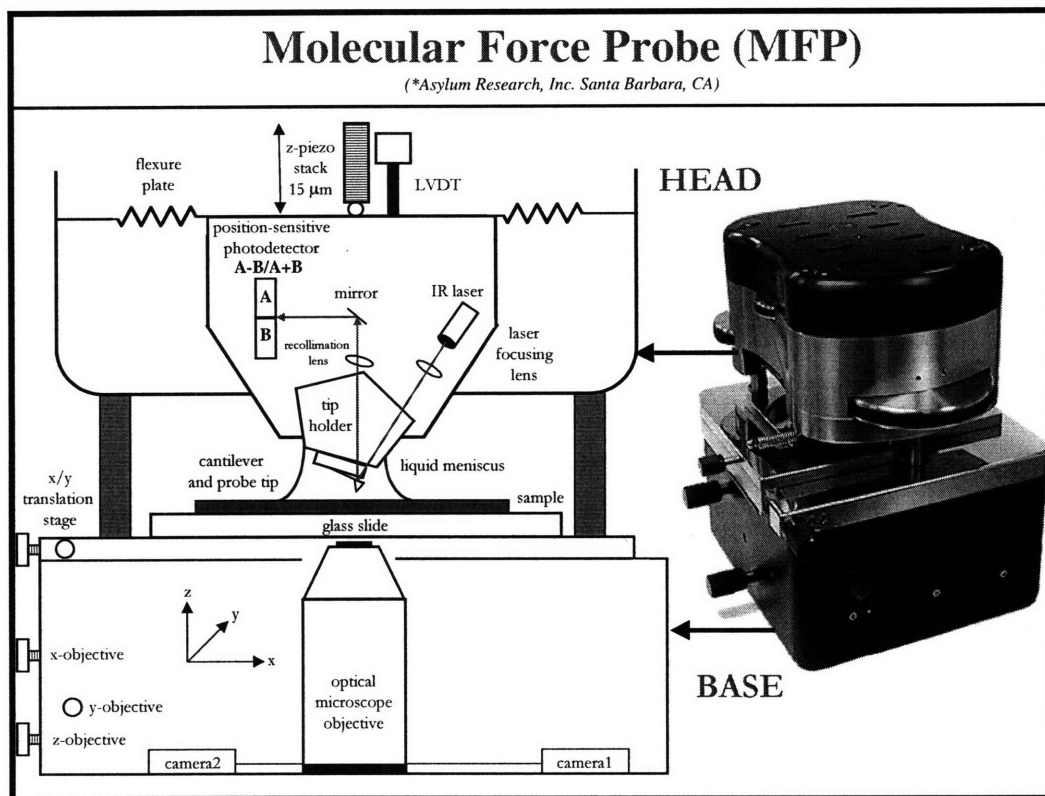 Molecular Force Probe (MFP)
(*Asylum Research, Inc. Santa Barbara, CA)
z-piezo
stack
15 μm
flexure
plate
LVDT
HEAD
position-sensitive
photodetector
A-B/A+B
A
B
mirror
IR laser
recollimation
lens
laser
focusing
lens
tip
holder
cantilever
and probe tip
liquid meniscus
x/y
translation
stage
sample
glass slide
z
y
x
x-objective
y-objective
z-objective
optical
microscope
objective
BASE
camera2
camera1